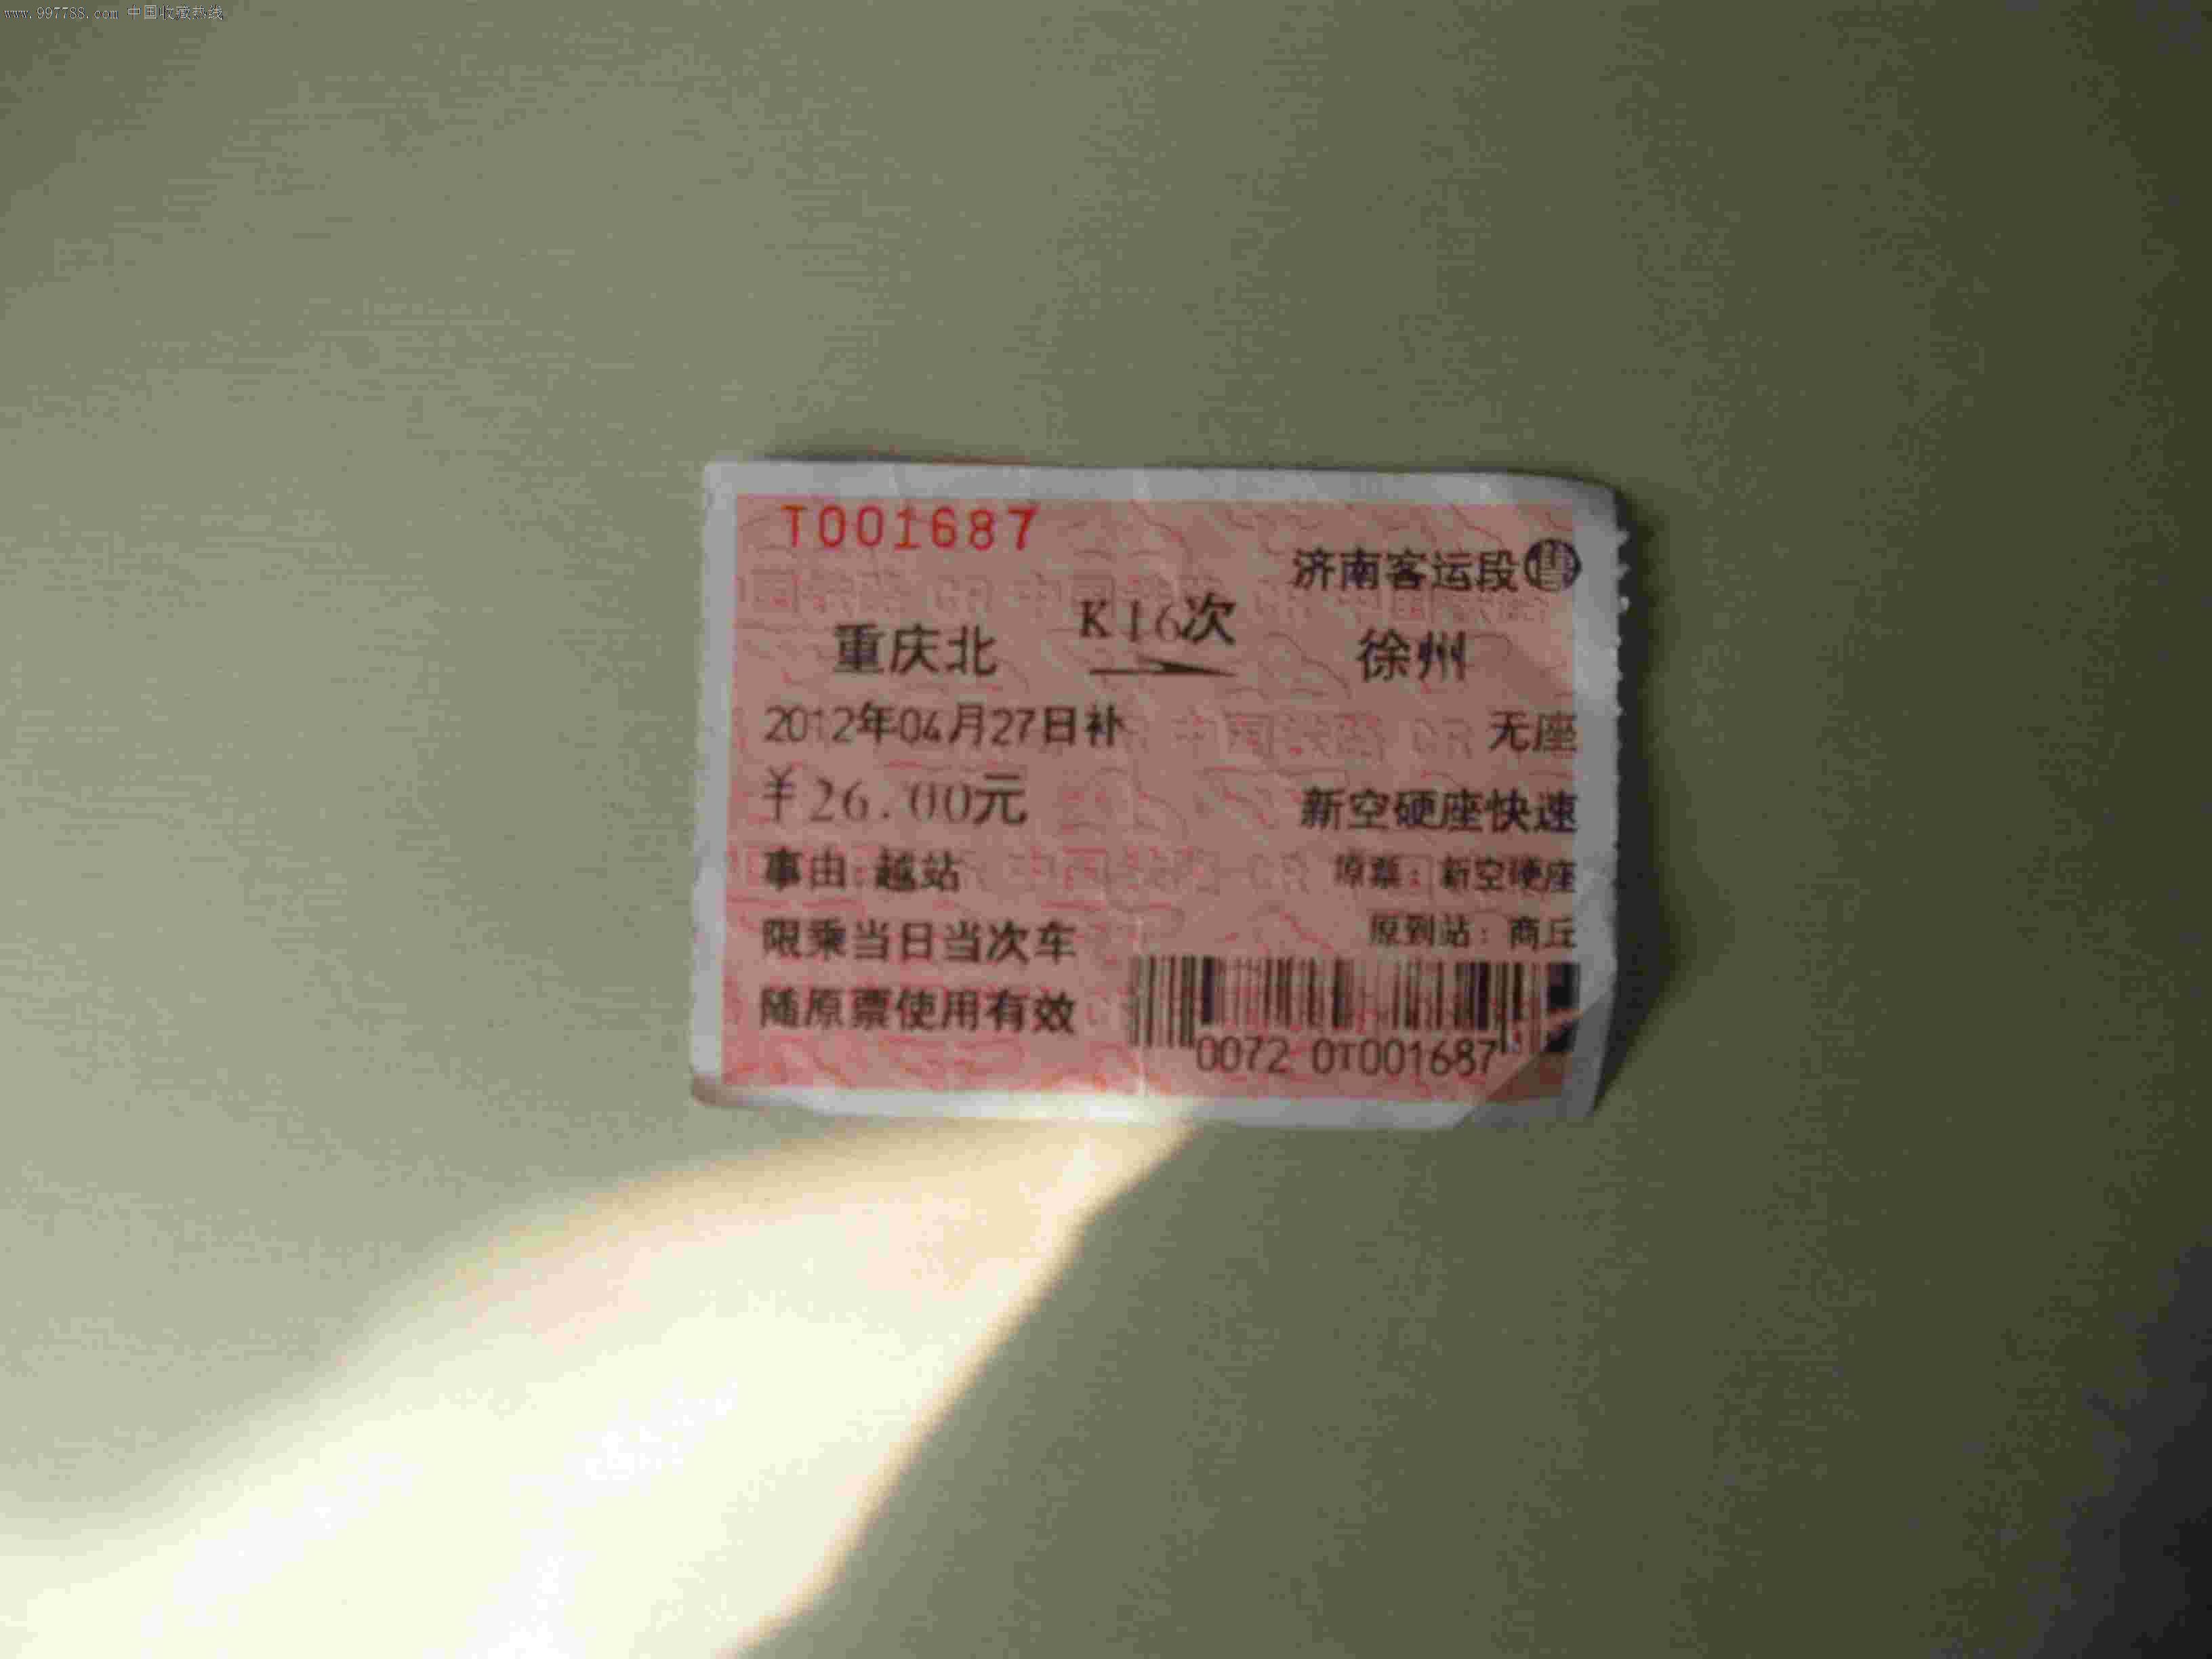 www.997788.com 中国收藏热线
T001687
济南客运段 售
重庆北 K16次 徐州
2012年04月27日补 无座
¥26.00元 新空硬座快速
事由:越站 原票:新空硬座
限乘当日当次车 原到站:商丘
随原票使用有效
0072 0T001687